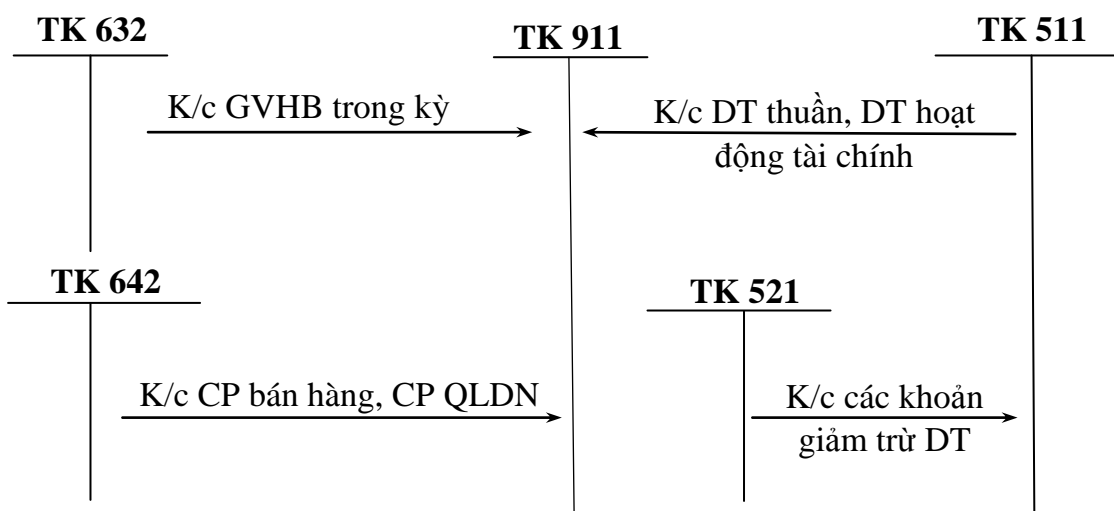 TK 632
TK 911
TK 511
K/c GVHB trong kỳ
K/c DT thuần, DT hoạt
động tài chính
TK 642
TK 521
K/c CP bán hàng, CP QLDN
K/c các khoản
giảm trừ DT